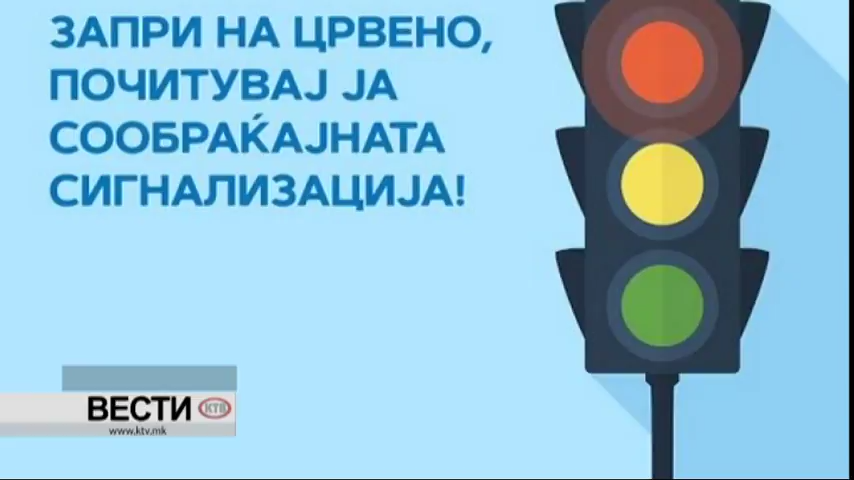 ЗАПРИ НА ЦРВЕНО,
ПОЧИТУВАЈ ЈА
СООБРАЌАЈНАТА
СИГНАЛИЗАЦИЈА!
ВЕСТИ КТВ
www.ktv.mk